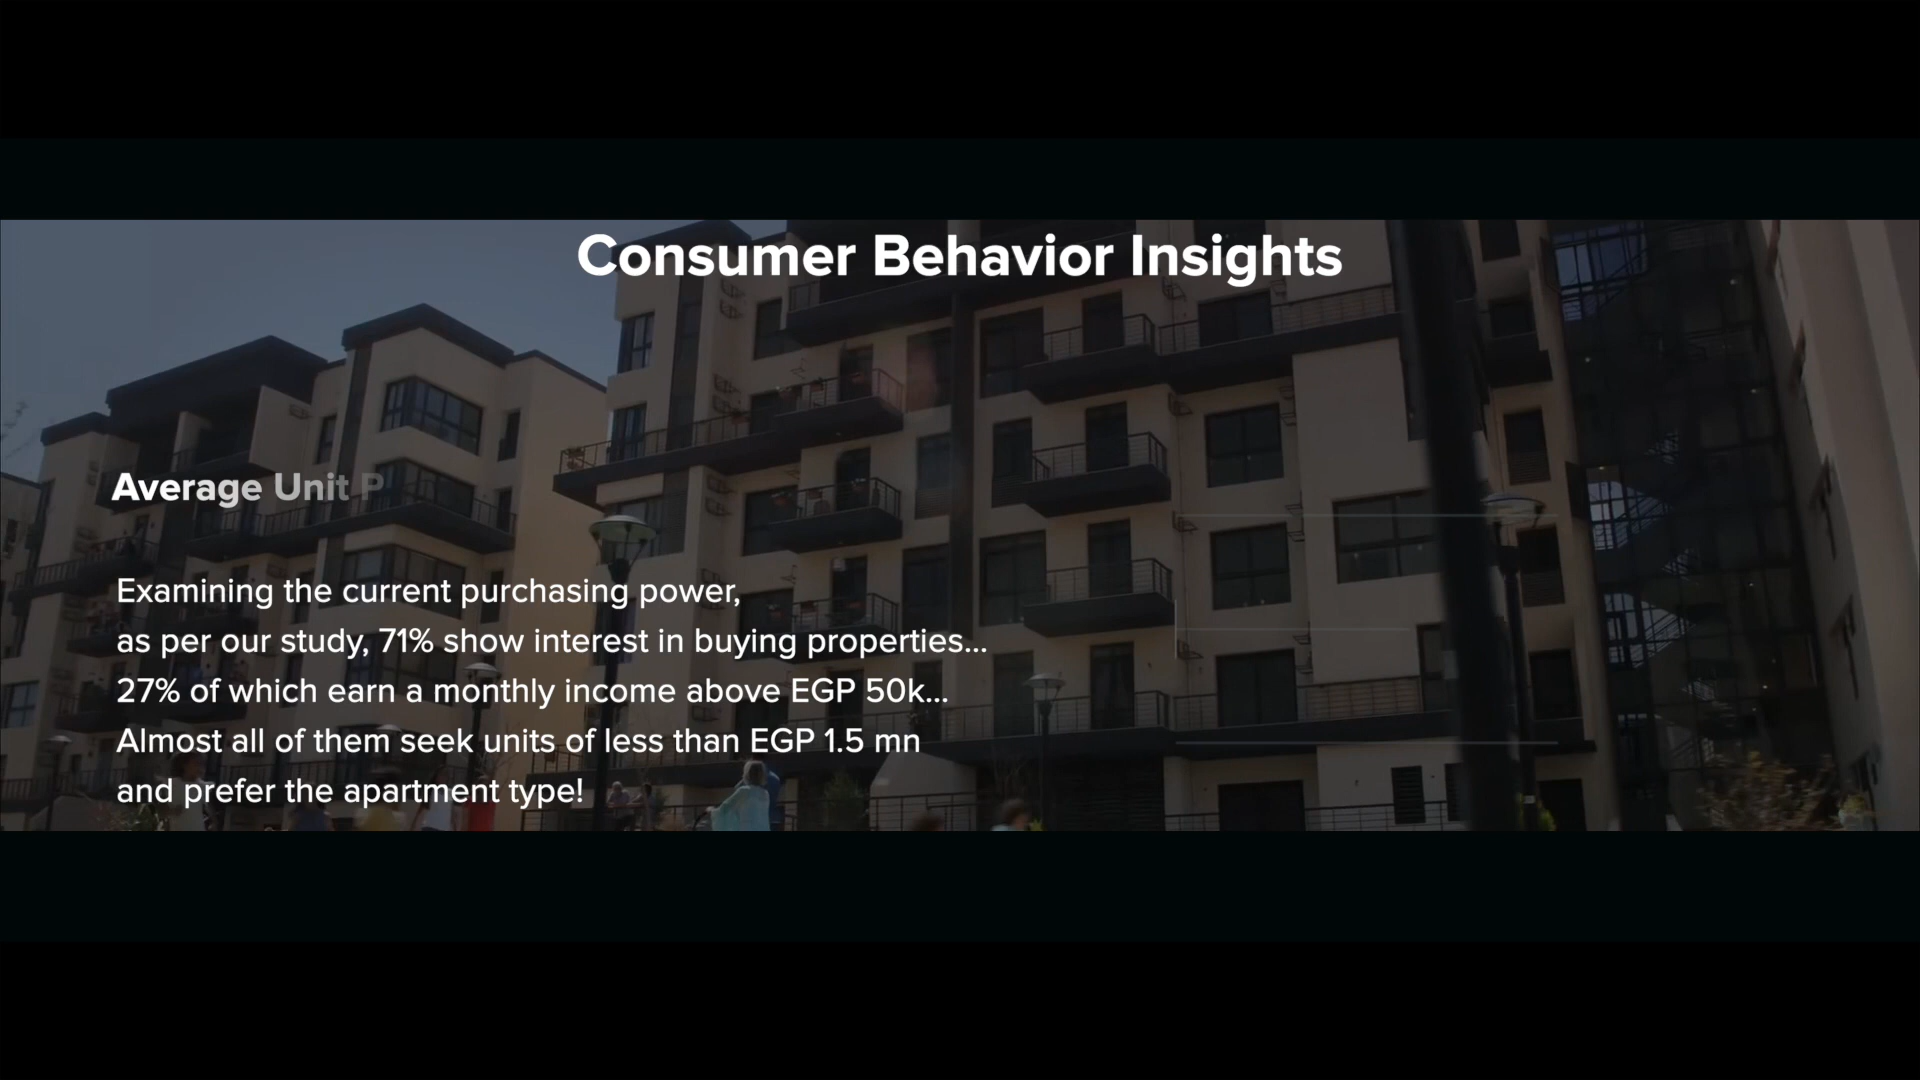 Consumer Behavior Insights
Average Unit P
Examining the current purchasing power,
as per our study, 71% show interest in buying properties...
27% of which earn a monthly income above EGP 50k...
Almost all of them seek units of less than EGP 1.5 mn
and prefer the apartment type!